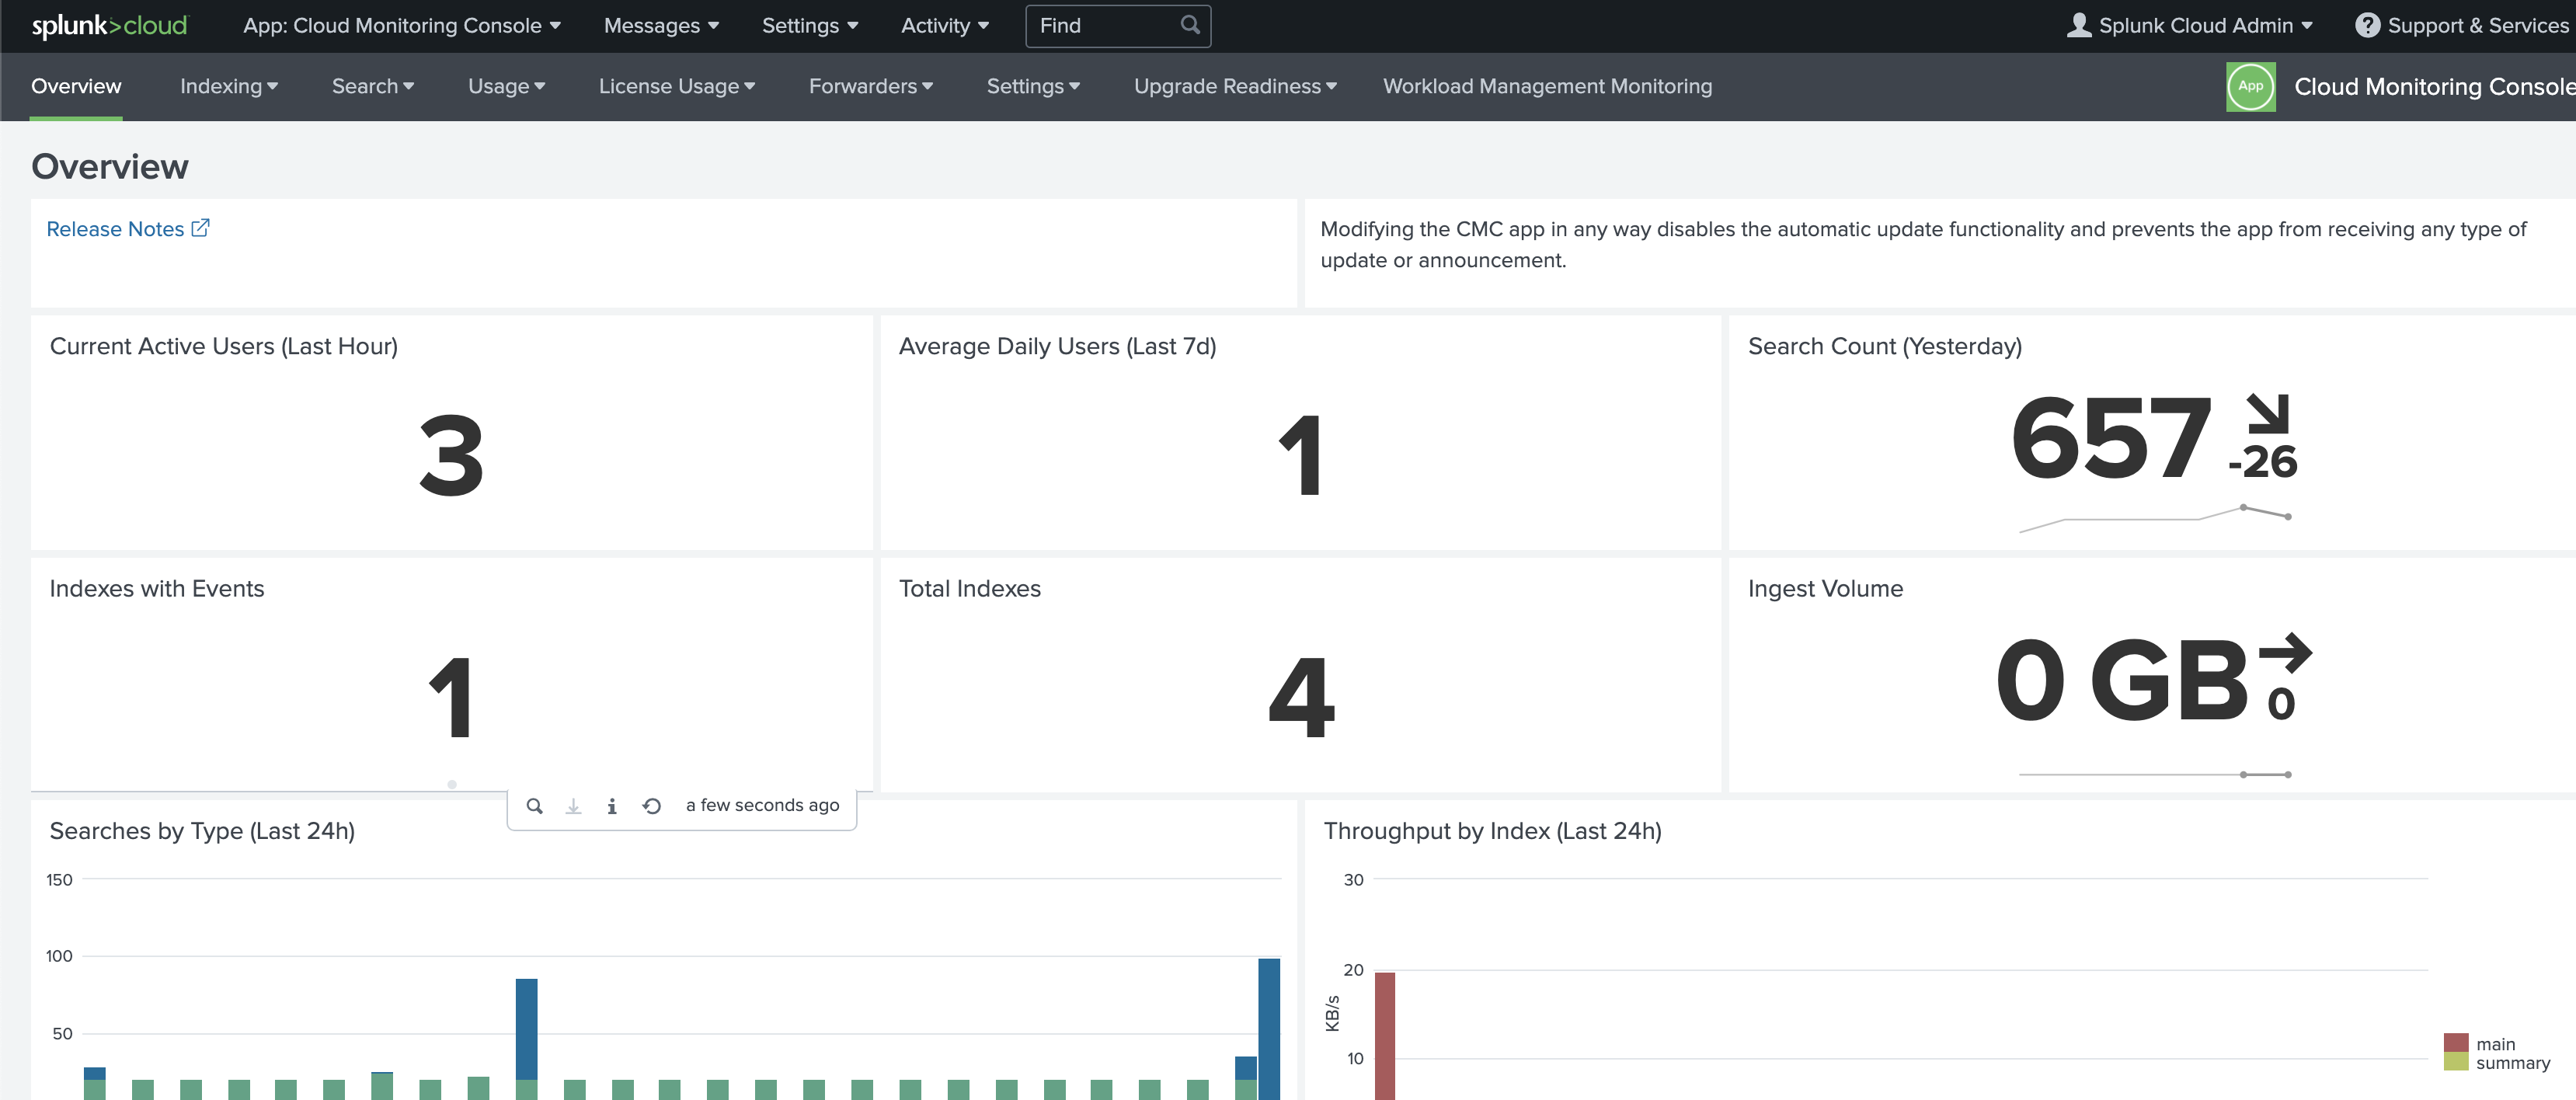 splunk>cloud App: Cloud Monitoring Console Messages Settings Activity Find Splunk Cloud Admin ? Support & Services
Overview Indexing Search Usage License Usage Forwarders Settings Upgrade Readiness Workload Management Monitoring App Cloud Monitoring Console
Overview
Release Notes
Modifying the CMC app in any way disables the automatic update functionality and prevents the app from receiving any type of
update or announcement.
Current Active Users (Last Hour)
3
Average Daily Users (Last 7d)
1
Search Count (Yesterday)
657
-26
Indexes with Events
1
Total Indexes
4
Ingest Volume
0 GB
0
a few seconds ago
Searches by Type (Last 24h)
150
100
50
Throughput by Index (Last 24h)
30
20
10
KB/s
main
summary